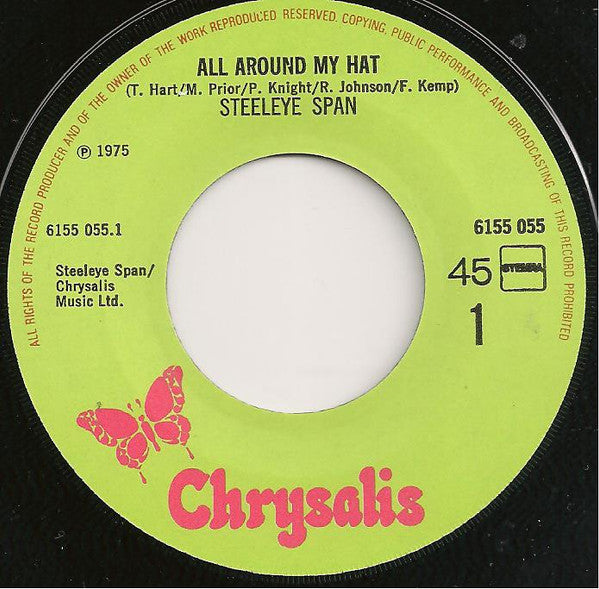 ALL RIGHTS OF THE RECORD PRODUCER AND OF THE OWNER OF THE WORK REPRODUCED RESERVED. COPYING, PUBLIC PERFORMANCE AND BROADCASTING OF THIS RECORD PROHIBITED
ALL AROUND MY HAT
(T. Hart/M. Prior/P. Knight/R. Johnson/F. Kemp)
STEELEYE SPAN
℗ 1975
6155 055.1
6155 055
Steeleye Span/
Chrysalis
Music Ltd.
45 STEMRA
1
Chrysalis